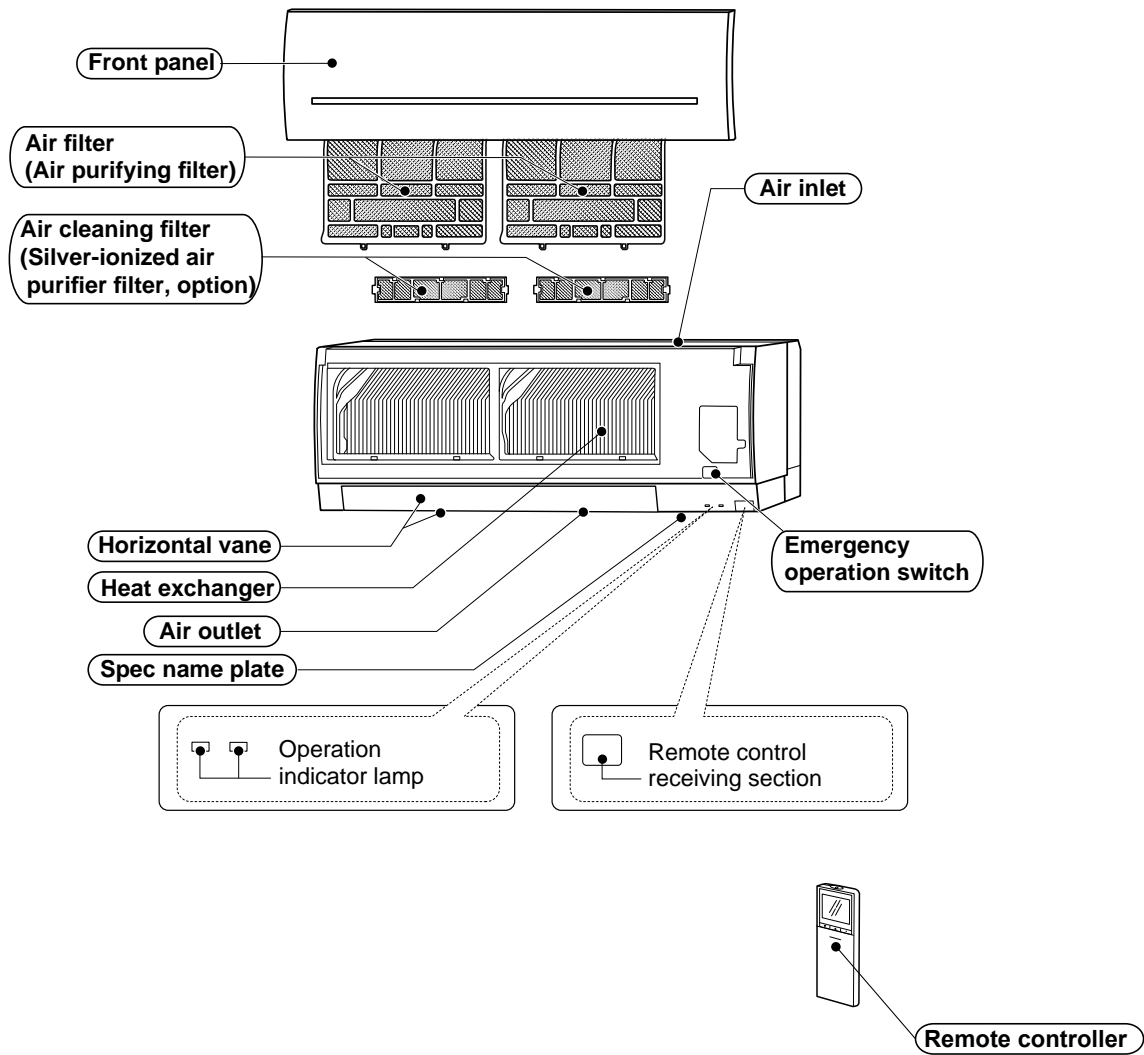 Front panel
Air filter
(Air purifying filter)
Air inlet
Air cleaning filter
(Silver-ionized air
purifier filter, option)
Horizontal vane
Emergency
operation switch
Heat exchanger
Air outlet
Spec name plate
Operation
indicator lamp
Remote control
receiving section
Remote controller